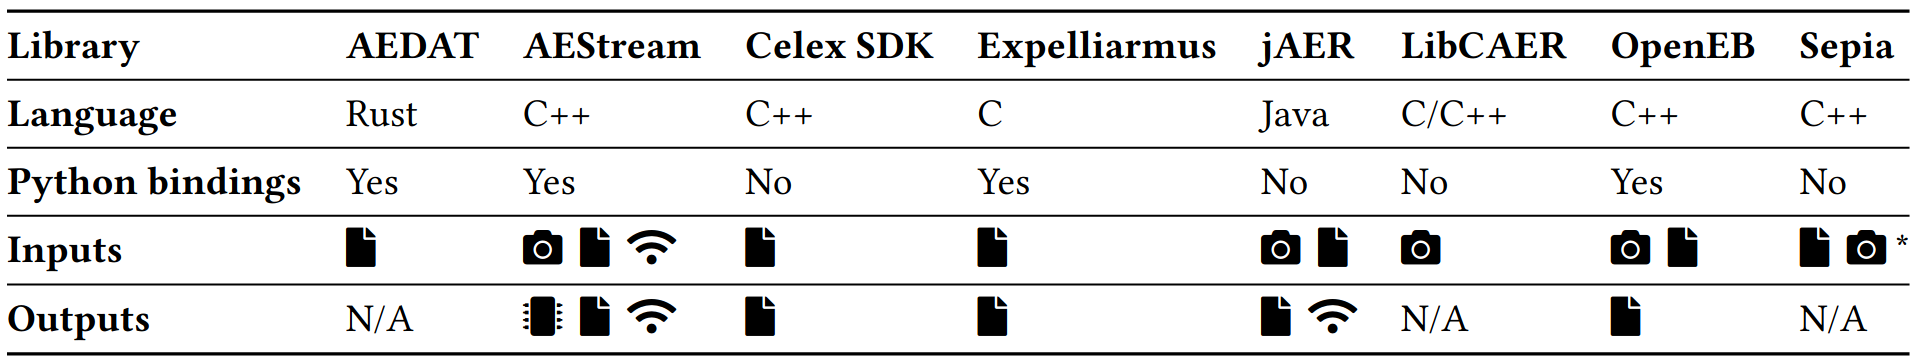 Library AEDAT AEStream Celex SDK Expelliarmus jAER LibCAER OpenEB Sepia
Language Rust C++ C++ C Java C/C++ C++ C++
Python bindings Yes Yes No Yes No No Yes No
Inputs *
Outputs N/A N/A N/A